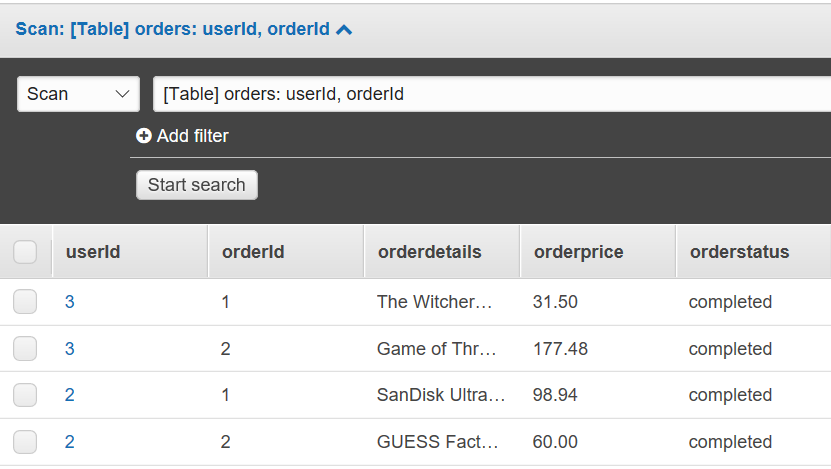 Scan: [Table] orders: userId, orderId
Scan [Table] orders: userId, orderId
Add filter
Start search
userId orderId orderdetails orderprice orderstatus
3 1 The Witcher… 31.50 completed
3 2 Game of Thr… 177.48 completed
2 1 SanDisk Ultra… 98.94 completed
2 2 GUESS Fact… 60.00 completed